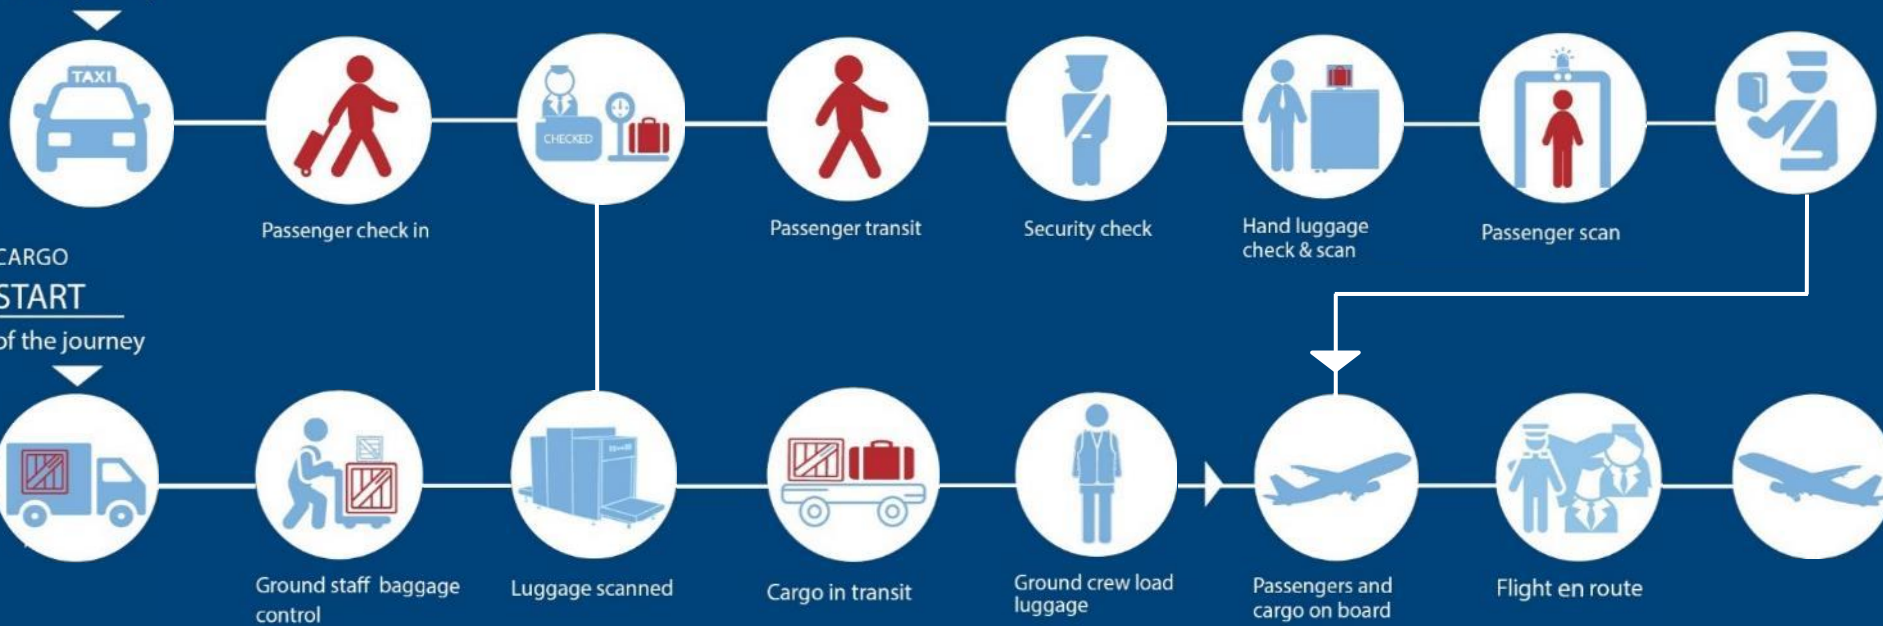 TAXI
CHECKED
Passenger check in
Passenger transit
Security check
Hand luggage
check & scan
Passenger scan
CARGO
START
of the journey
Ground staff baggage
control
Luggage scanned
Cargo in transit
Ground crew load
luggage
Passengers and
cargo on board
Flight en route